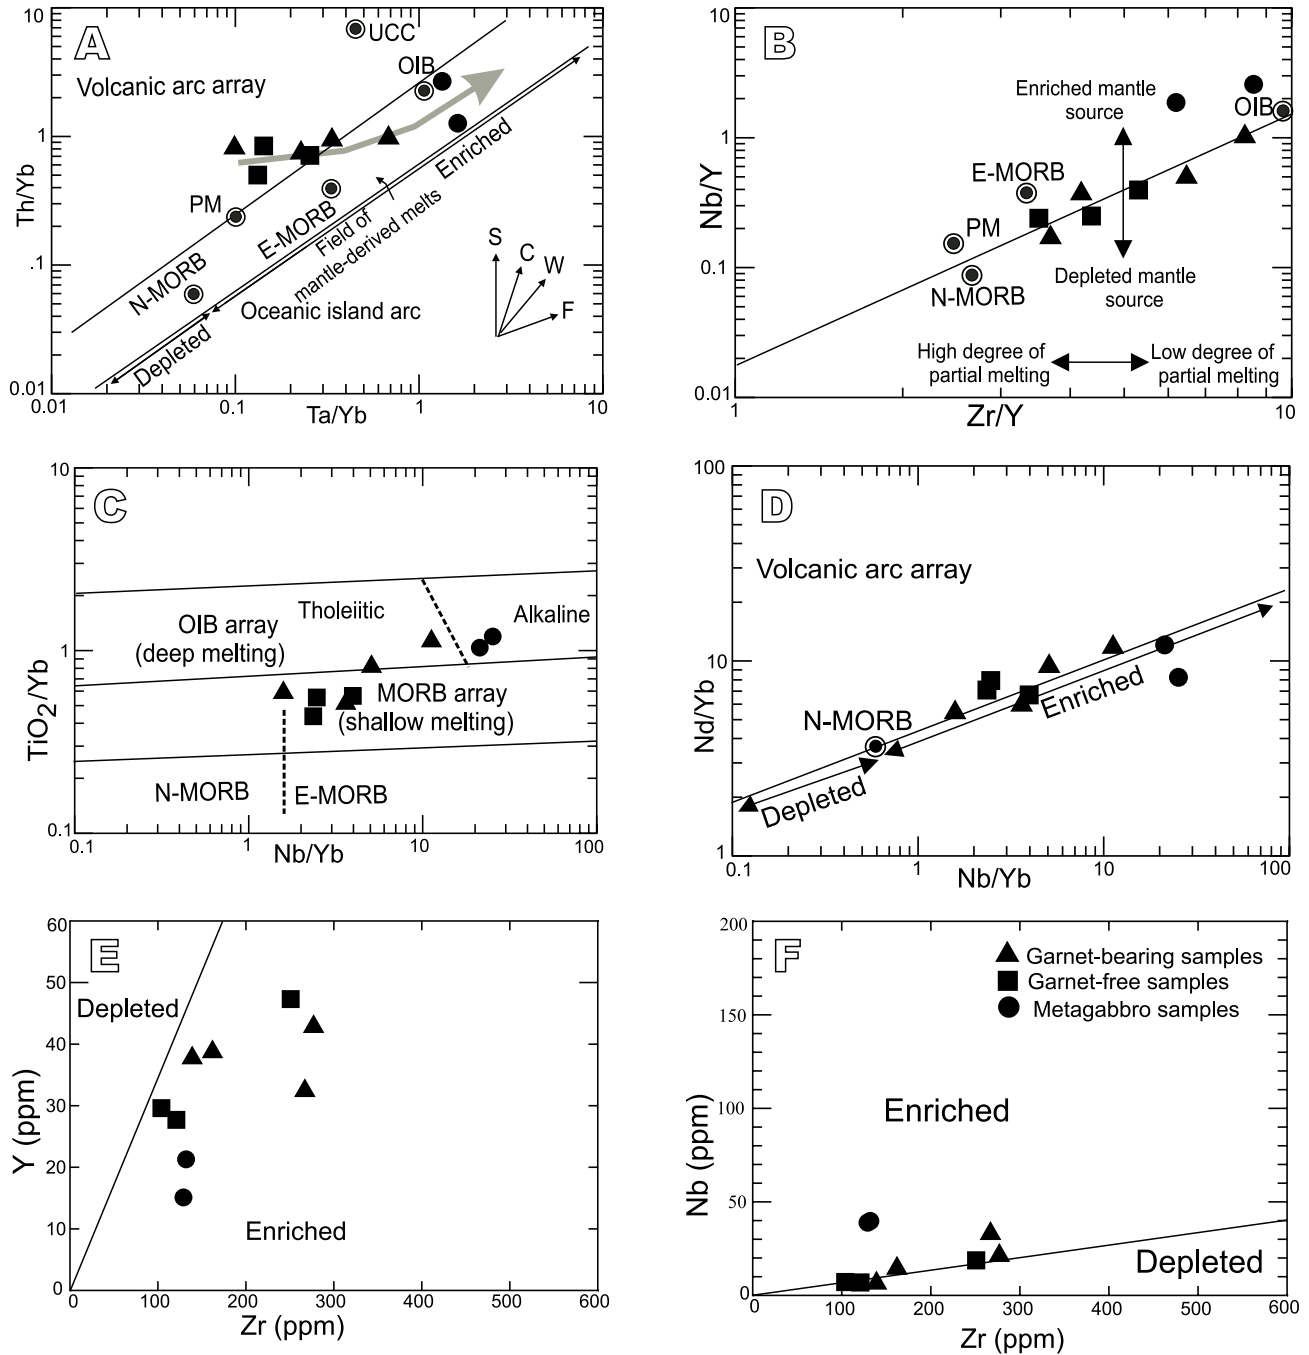 A
Volcanic arc array
UCC
OIB
PM
E-MORB
N-MORB
Field of
mantle-derived melts
Enriched
Depleted
Oceanic island arc
S
C
W
F
10
1
.1
0.01
Th/Yb
0.01
0.1
1
10
Ta/Yb
B
Enriched mantle
source
OIB
E-MORB
PM
N-MORB
Depleted mantle
source
High degree of
partial melting
Low degree of
partial melting
10
1
0.1
0.01
Nb/Y
1
10
Zr/Y
C
Tholeiitic
Alkaline
OIB array
(deep melting)
MORB array
(shallow melting)
N-MORB
E-MORB
10
1
0.1
TiO2/Yb
0.1
1
10
100
Nb/Yb
D
Volcanic arc array
N-MORB
Enriched
Depleted
100
10
1
Nd/Yb
0.1
1
10
100
Nb/Yb
E
Depleted
Enriched
60
50
40
30
20
10
0
Y (ppm)
0
100
200
300
400
500
600
Zr (ppm)
F
Garnet-bearing samples
Garnet-free samples
Metagabbro samples
Enriched
Depleted
200
150
100
50
0
Nb (ppm)
0
100
200
300
400
500
600
Zr (ppm)